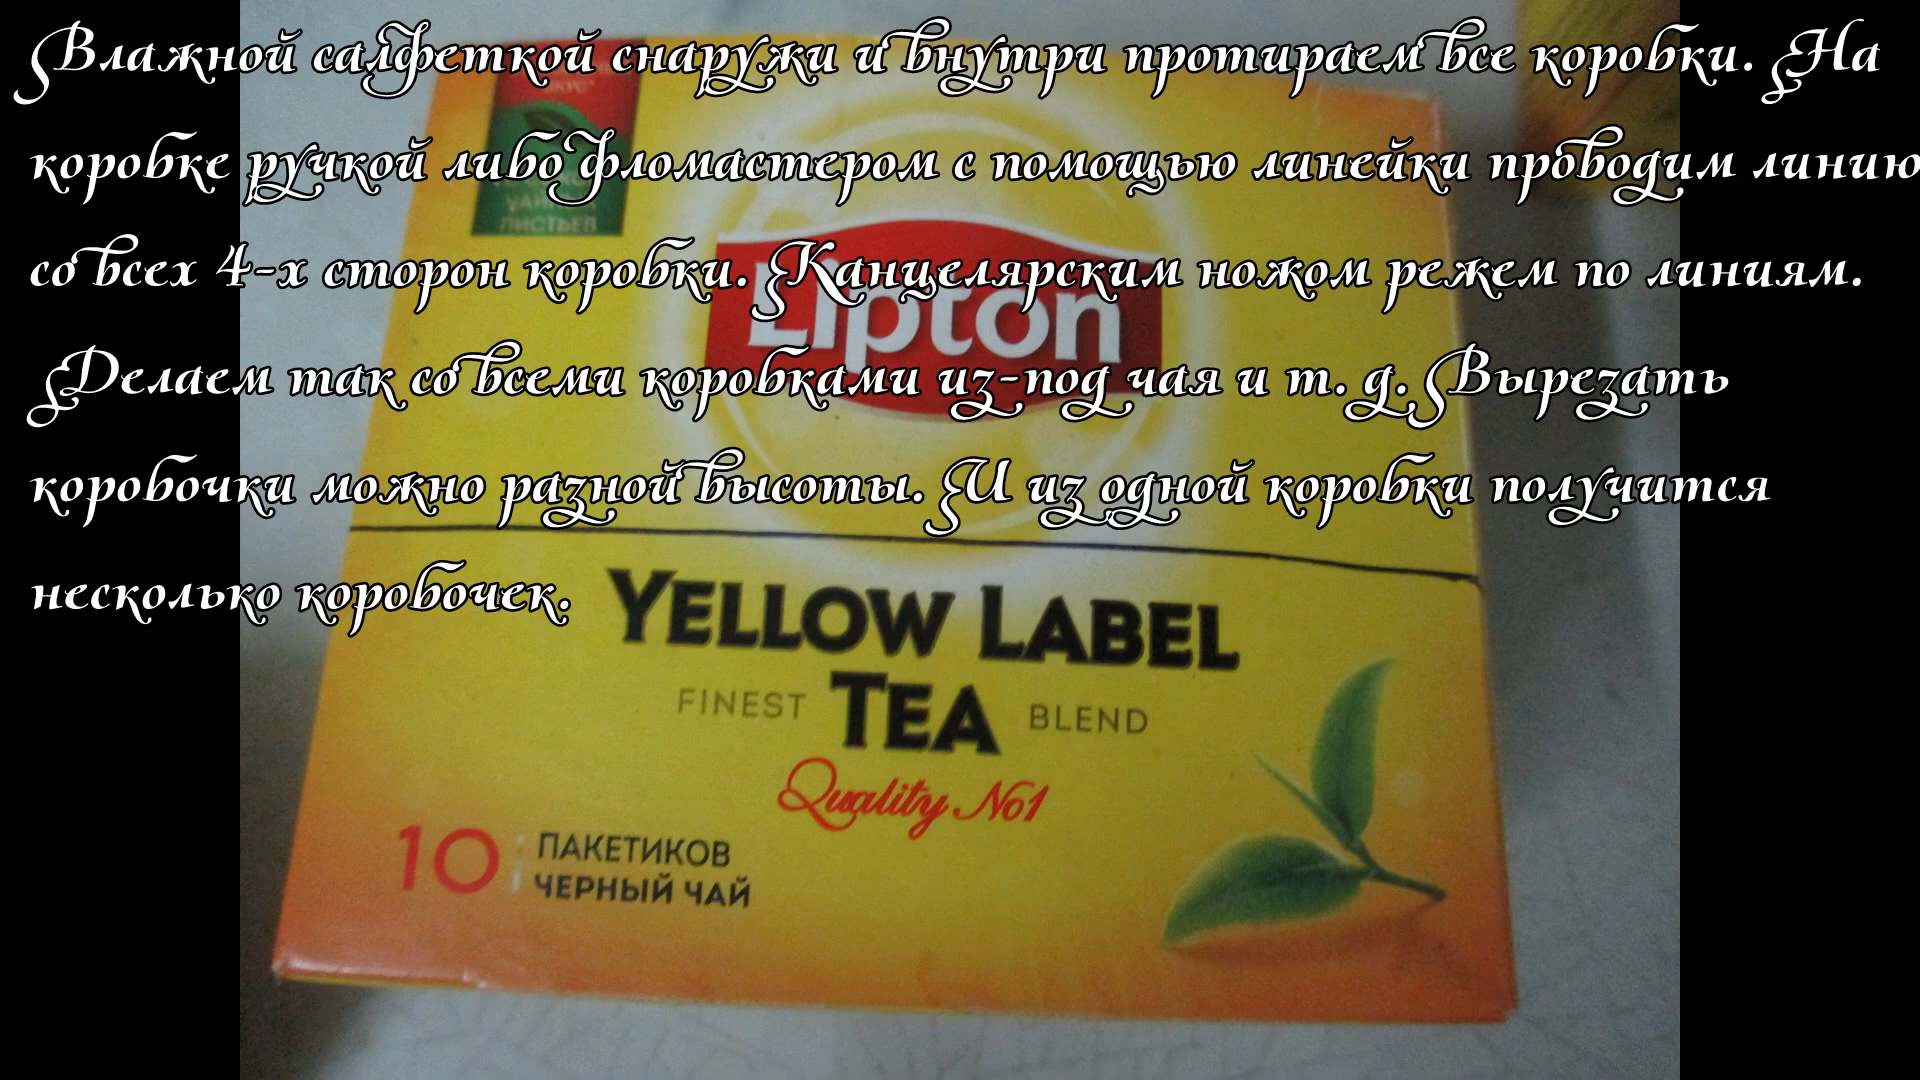 Влажной салфеткой снаружи и внутри протираем все коробки. На
коробке ручкой либо фломастером с помощью линейки проводим линию
со всех 4-х сторон коробки. Канцелярским ножом режем по линиям.
Делаем так со всеми коробками из-под чая и т. д. Вырезать
коробочки можно разной высоты. И из одной коробки получится
несколько коробочек.
ЛИСТЬЕВ
Lipton
YELLOW LABEL
FINEST TEA BLEND
Quality №1
10 ПАКЕТИКОВ
ЧЕРНЫЙ ЧАЙ